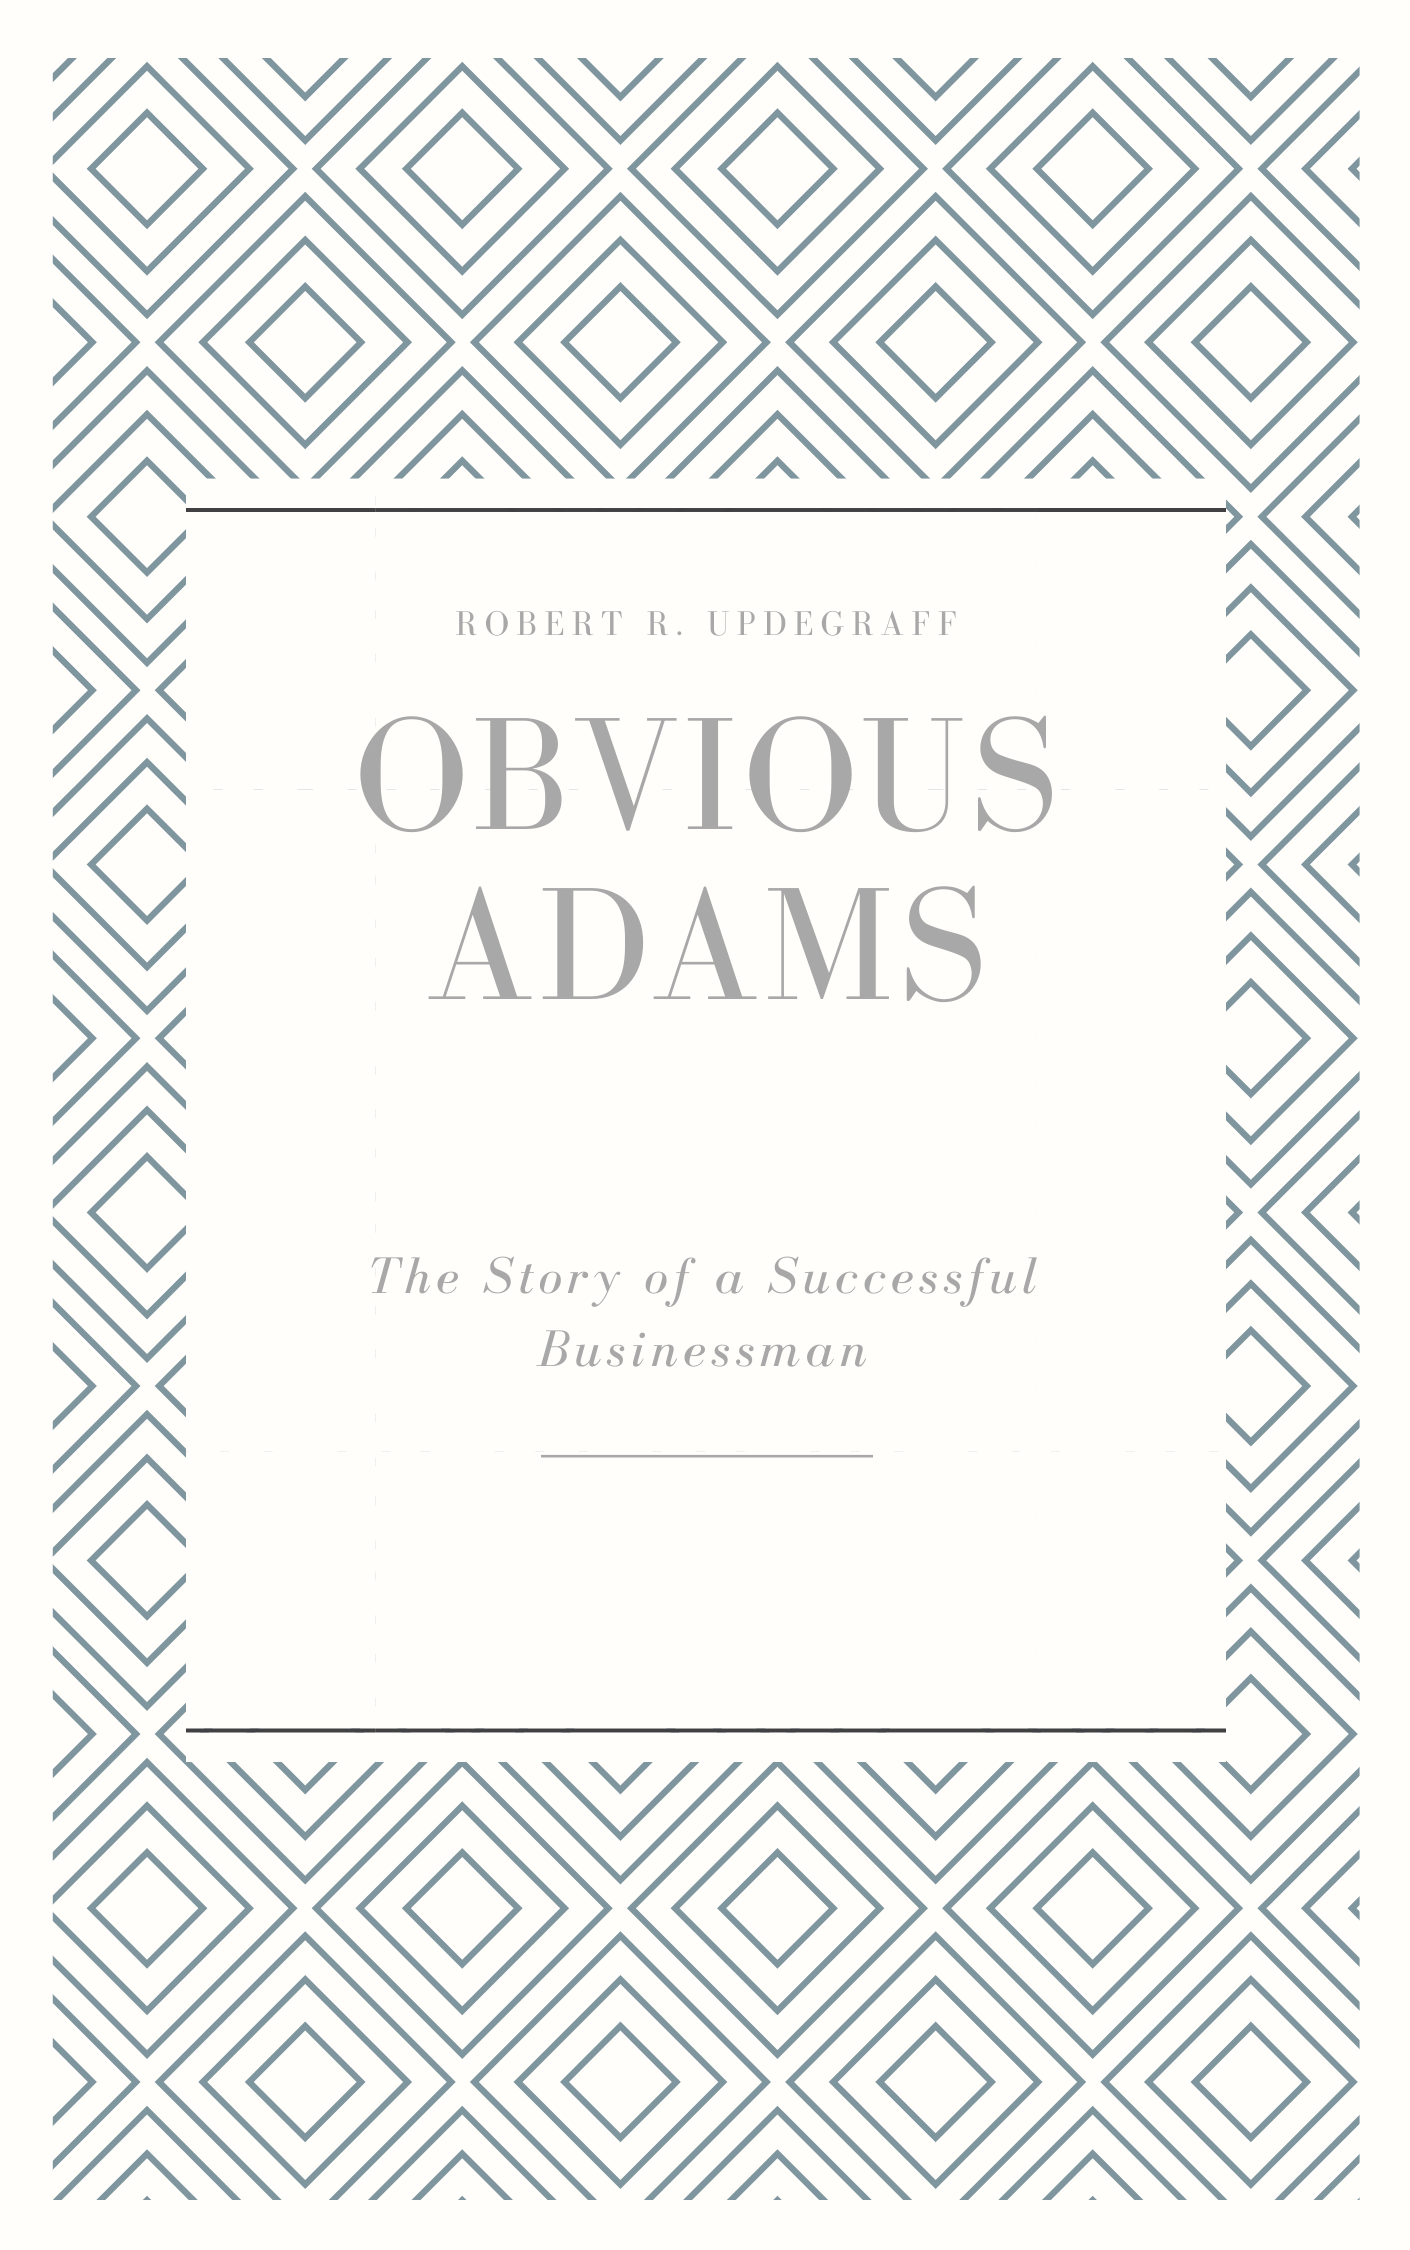 ROBERT R. UPDEGRAFF
OBVIOUS
ADAMS
The Story of a Successful
Businessman